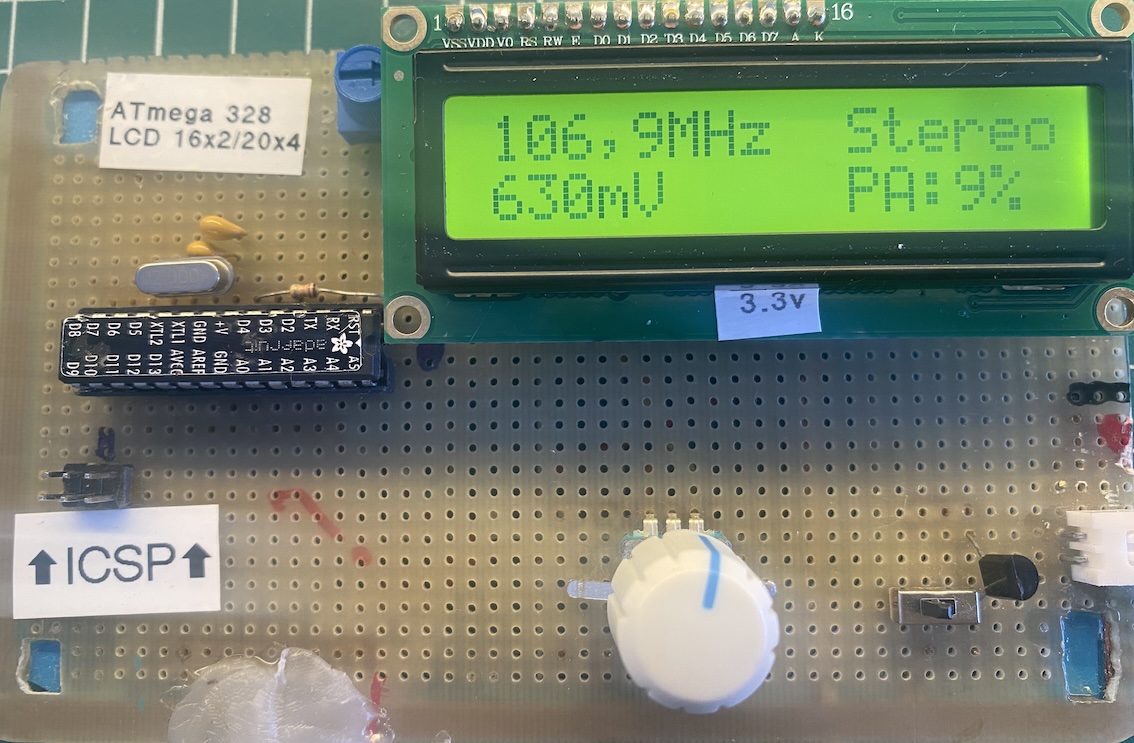 1
16
VSS VDD V0 RS RW E D0 D1 D2 D3 D4 D5 D6 D7 A K
ATmega 328
LCD 16x2/20x4
106,9MHz Stereo
630mV PA:9%
3.3v
D8 D7 D6 D5 XTL2 XTL1 GND +V D4 D3 D2 TX RX RST
adafruit
D9 D10 D11 D12 D13 AVCC AREF GND A0 A1 A2 A3 A4 A5
↑ICSP↑